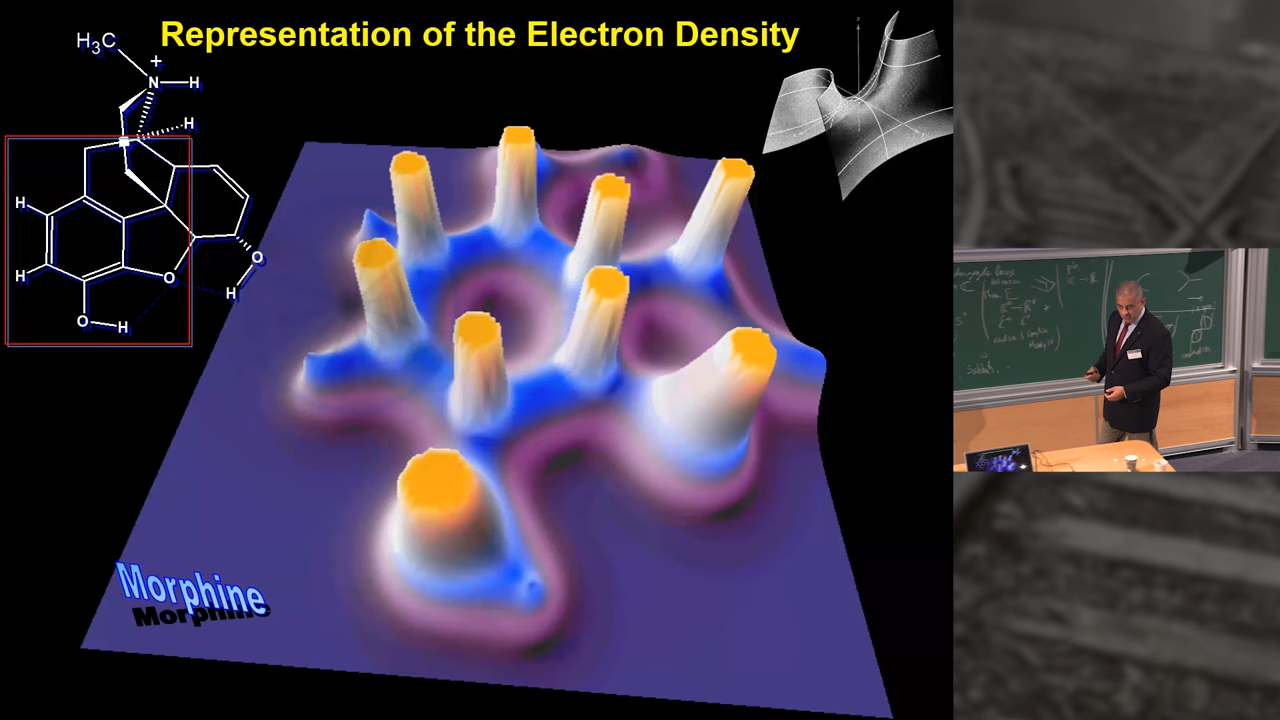 Representation of the Electron Density
H₃C
+
N H
H
H
H
O
O
H
O H
Morphine
Morphine